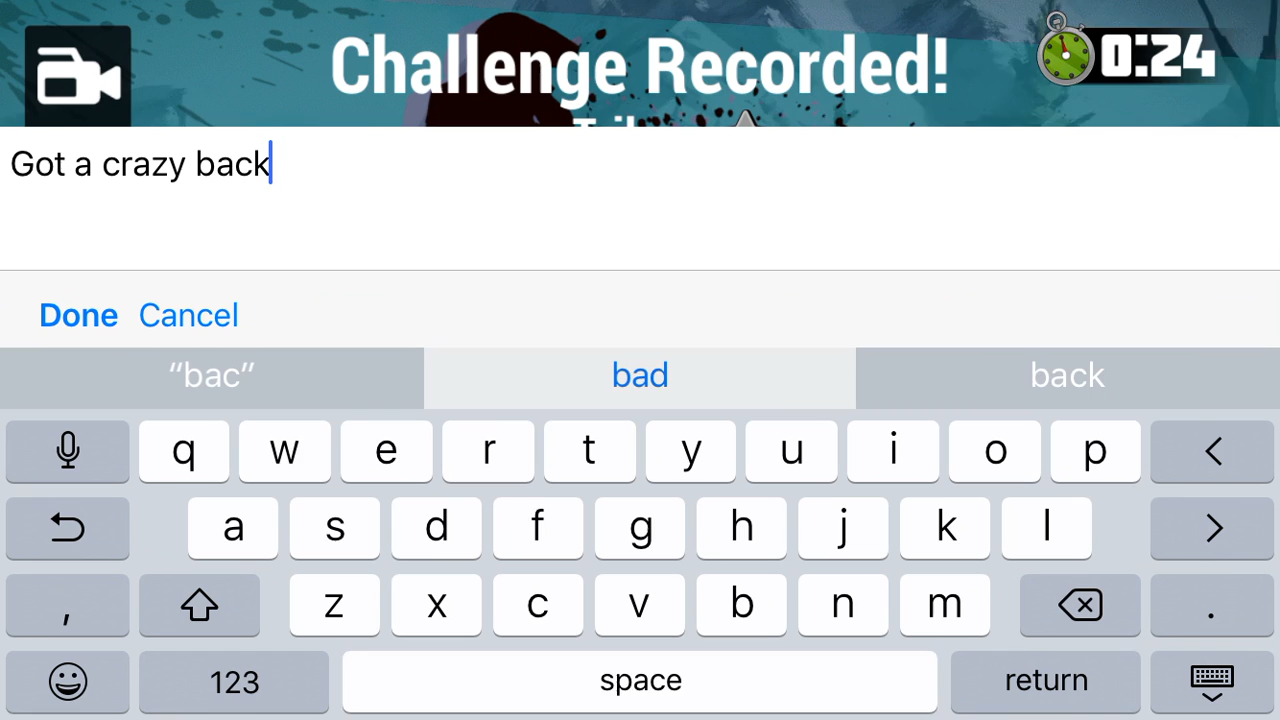 Challenge Recorded!
0:24
Got a crazy back
Done Cancel
“bac” bad back
q w e r t y u i o p <
a s d f g h j k l >
, z x c v b n m .
123 space return